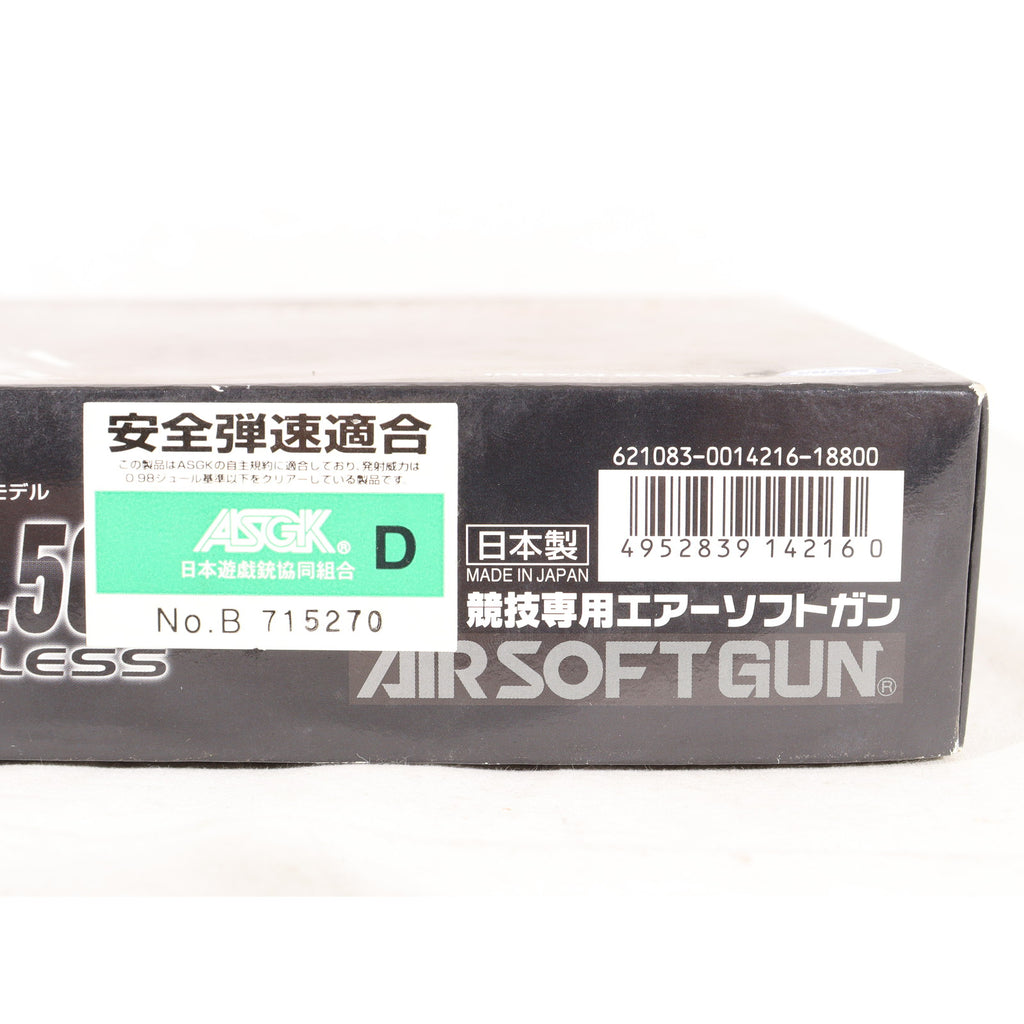 安全弾速適合
この製品はASGKの自主規約に適合しており、発射威力は
0.98ジュール基準以下をクリアーしている製品です
ASGK®
日本遊戯銃協同組合
D
No.B 715270
モデル
.50
LESS
621083-0014216-18800
4952839 142160
日本製
MADE IN JAPAN
競技専用エアーソフトガン
AIRSOFTGUN®